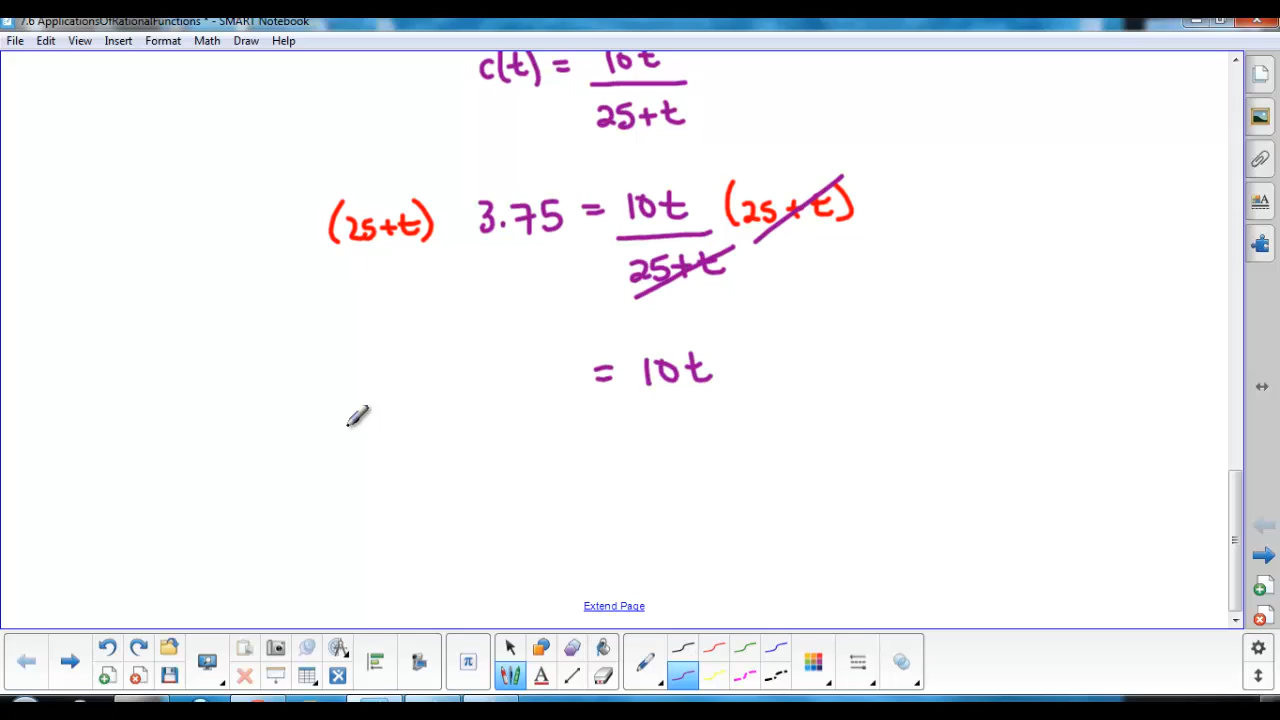 7.6 ApplicationsOfRationalFunctions * - SMART Notebook
File Edit View Insert Format Math Draw Help
c(t) = 10t
25+t
(25+t) 3.75 = 10t (25+t)
25+t
= 10t
Extend Page
π
A